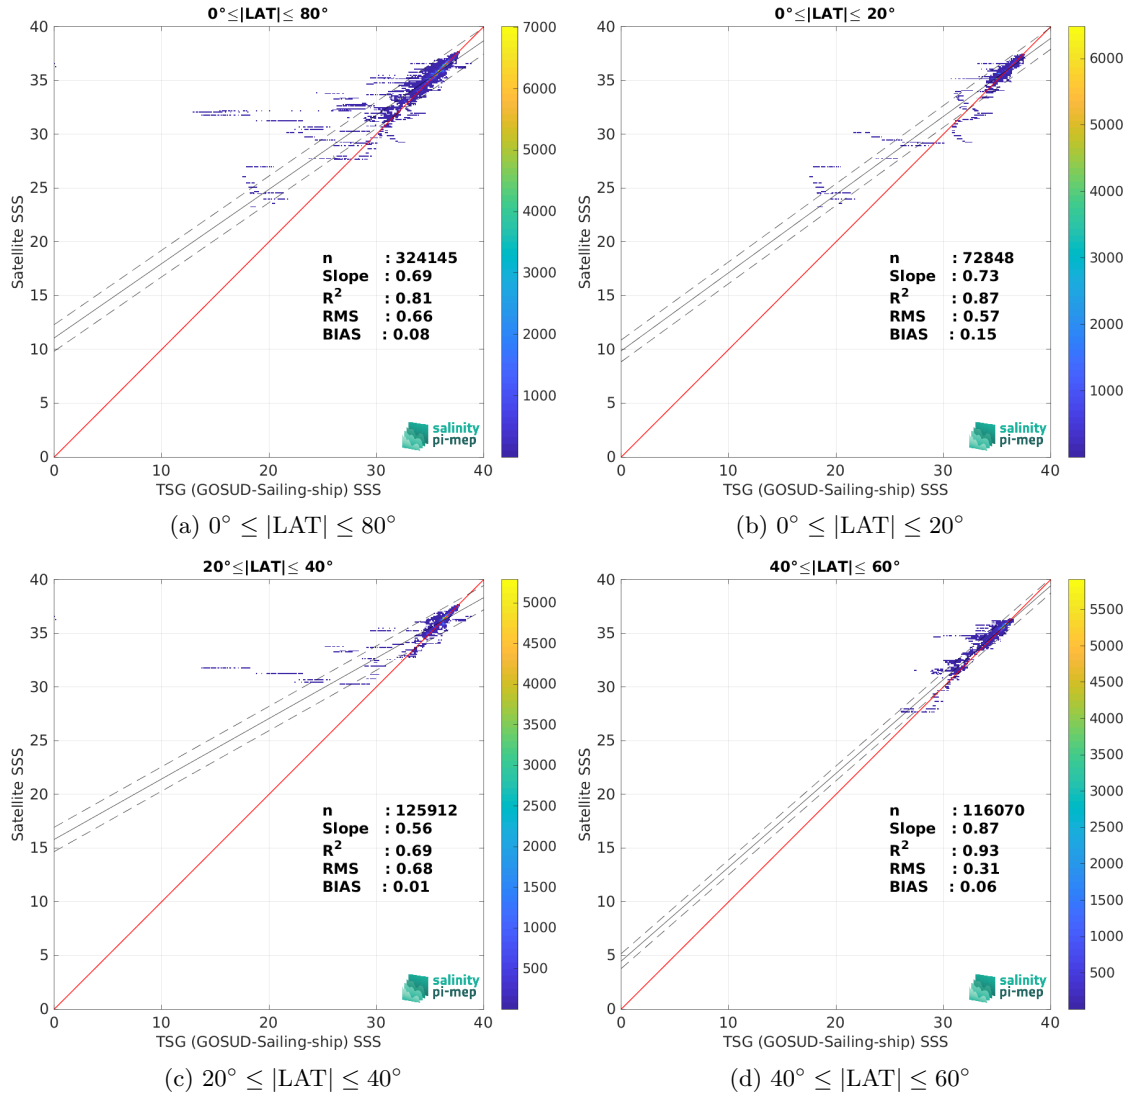 0°≤|LAT|≤ 80°
40
35
30
25
20
15
10
5
0
Satellite SSS
n : 324145
Slope : 0.69
R² : 0.81
RMS : 0.66
BIAS : 0.08
salinity
pi-mep
0 10 20 30 40
TSG (GOSUD-Sailing-ship) SSS
7000
6000
5000
4000
3000
2000
1000
(a) 0° ≤ |LAT| ≤ 80°
0°≤|LAT|≤ 20°
40
35
30
25
20
15
10
5
0
Satellite SSS
n : 72848
Slope : 0.73
R² : 0.87
RMS : 0.57
BIAS : 0.15
salinity
pi-mep
0 10 20 30 40
TSG (GOSUD-Sailing-ship) SSS
6000
5000
4000
3000
2000
1000
(b) 0° ≤ |LAT| ≤ 20°
20°≤|LAT|≤ 40°
40
35
30
25
20
15
10
5
0
Satellite SSS
n : 125912
Slope : 0.56
R² : 0.69
RMS : 0.68
BIAS : 0.01
salinity
pi-mep
0 10 20 30 40
TSG (GOSUD-Sailing-ship) SSS
5000
4500
4000
3500
3000
2500
2000
1500
1000
500
(c) 20° ≤ |LAT| ≤ 40°
40°≤|LAT|≤ 60°
40
35
30
25
20
15
10
5
0
Satellite SSS
n : 116070
Slope : 0.87
R² : 0.93
RMS : 0.31
BIAS : 0.06
salinity
pi-mep
0 10 20 30 40
TSG (GOSUD-Sailing-ship) SSS
5500
5000
4500
4000
3500
3000
2500
2000
1500
1000
500
(d) 40° ≤ |LAT| ≤ 60°